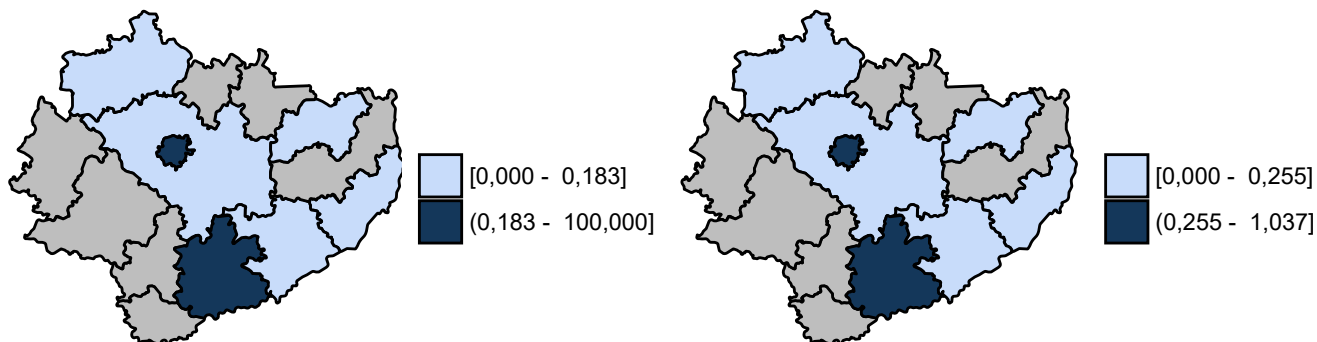 [0,000 - 0,183]
(0,183 - 100,000]
[0,000 - 0,255]
(0,255 - 1,037]